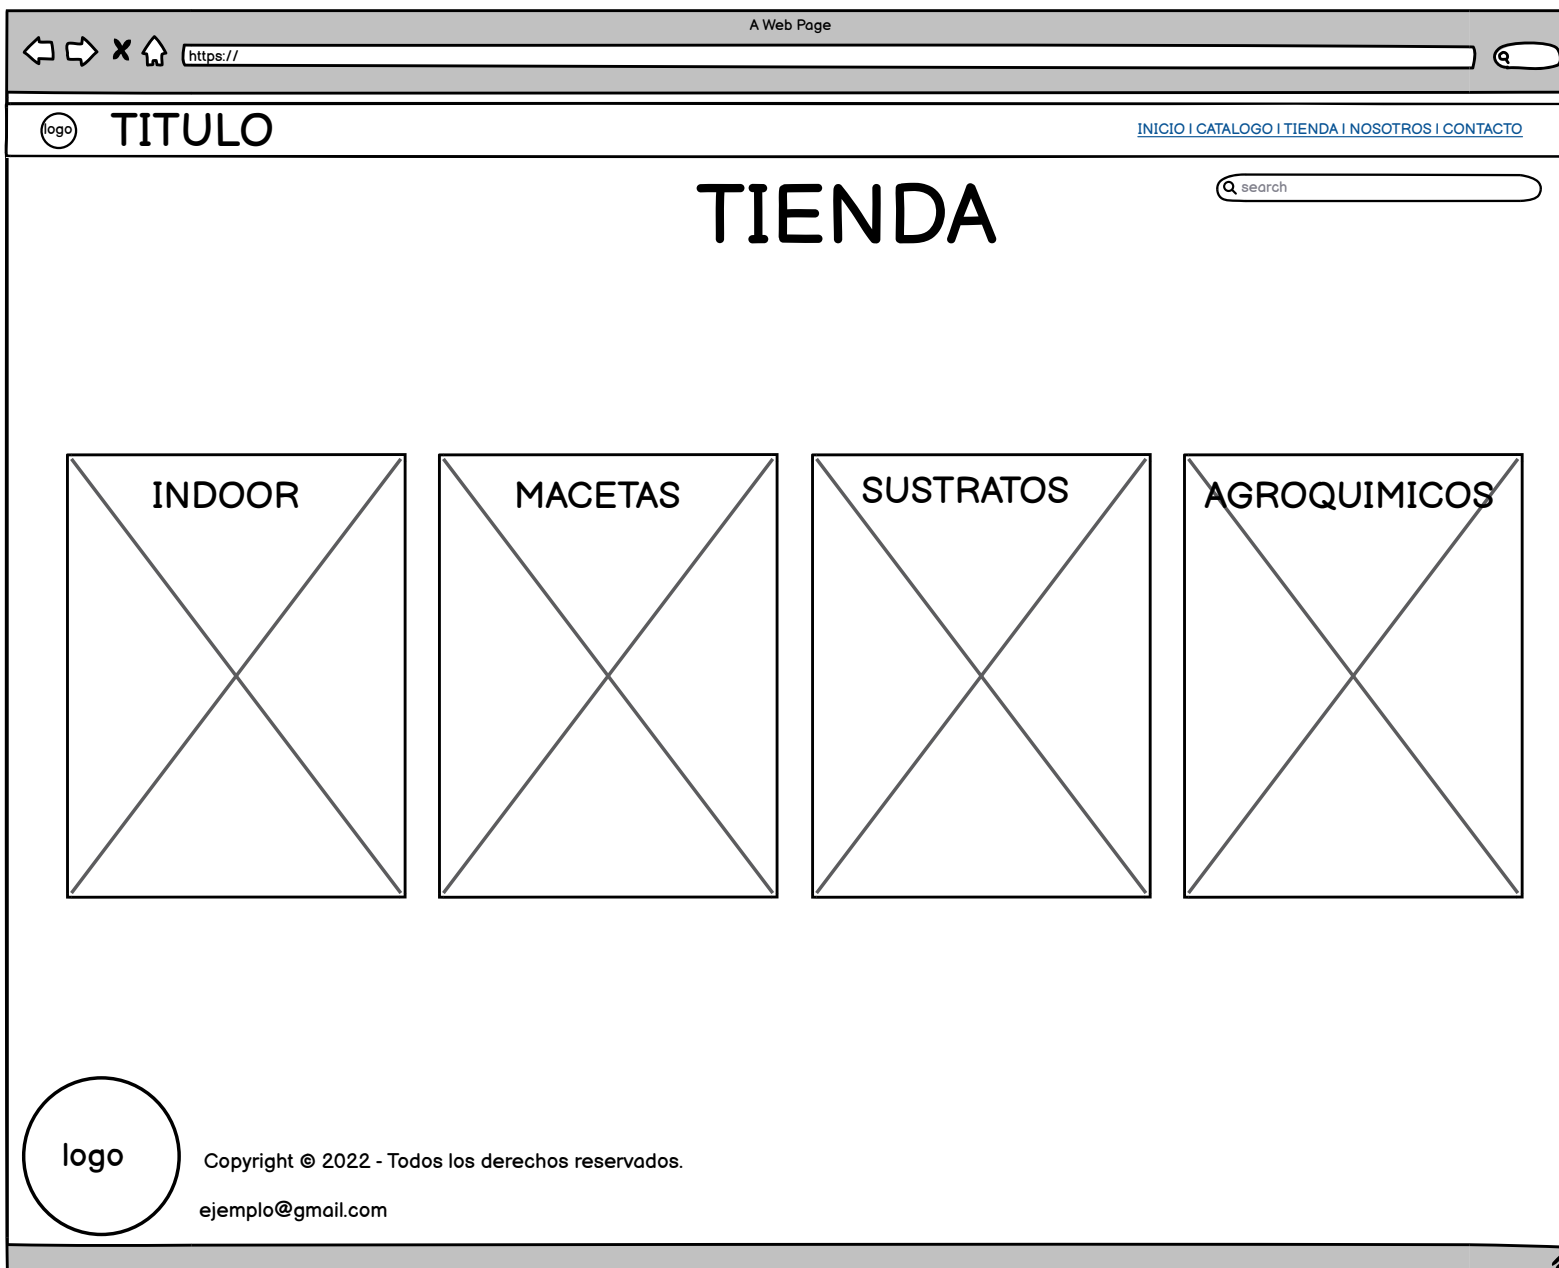 A Web Page
https://
logo
TITULO
INICIO | CATALOGO | TIENDA | NOSOTROS | CONTACTO
TIENDA
search
INDOOR
MACETAS
SUSTRATOS
AGROQUIMICOS
logo
Copyright © 2022 - Todos los derechos reservados.
ejemplo@gmail.com